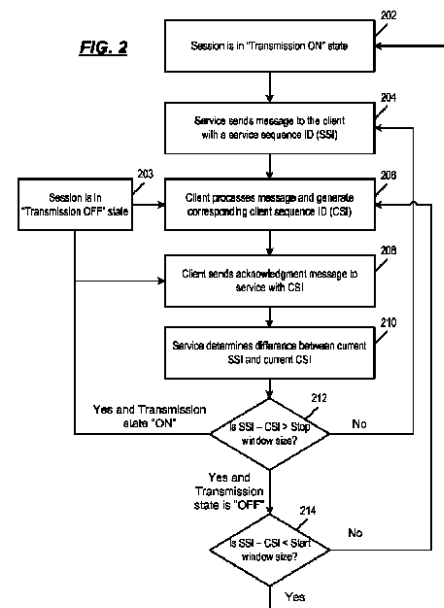 FIG. 2
202
Session is in "Transmission ON" state
204
Service sends message to the client
with a service sequence ID (SSI)
203
Session is in
"Transmission OFF" state
206
Client processes message and generate
corresponding client sequence ID (CSI)
208
Client sends acknowledgment message to
service with CSI
210
Service determines difference between current
SSI and current CSI
212
Yes and Transmission
state "ON"
Is SSI – CSI > Stop
window size?
No
Yes and
Transmission
state is "OFF"
214
Is SSI – CSI < Start
window size?
No
Yes